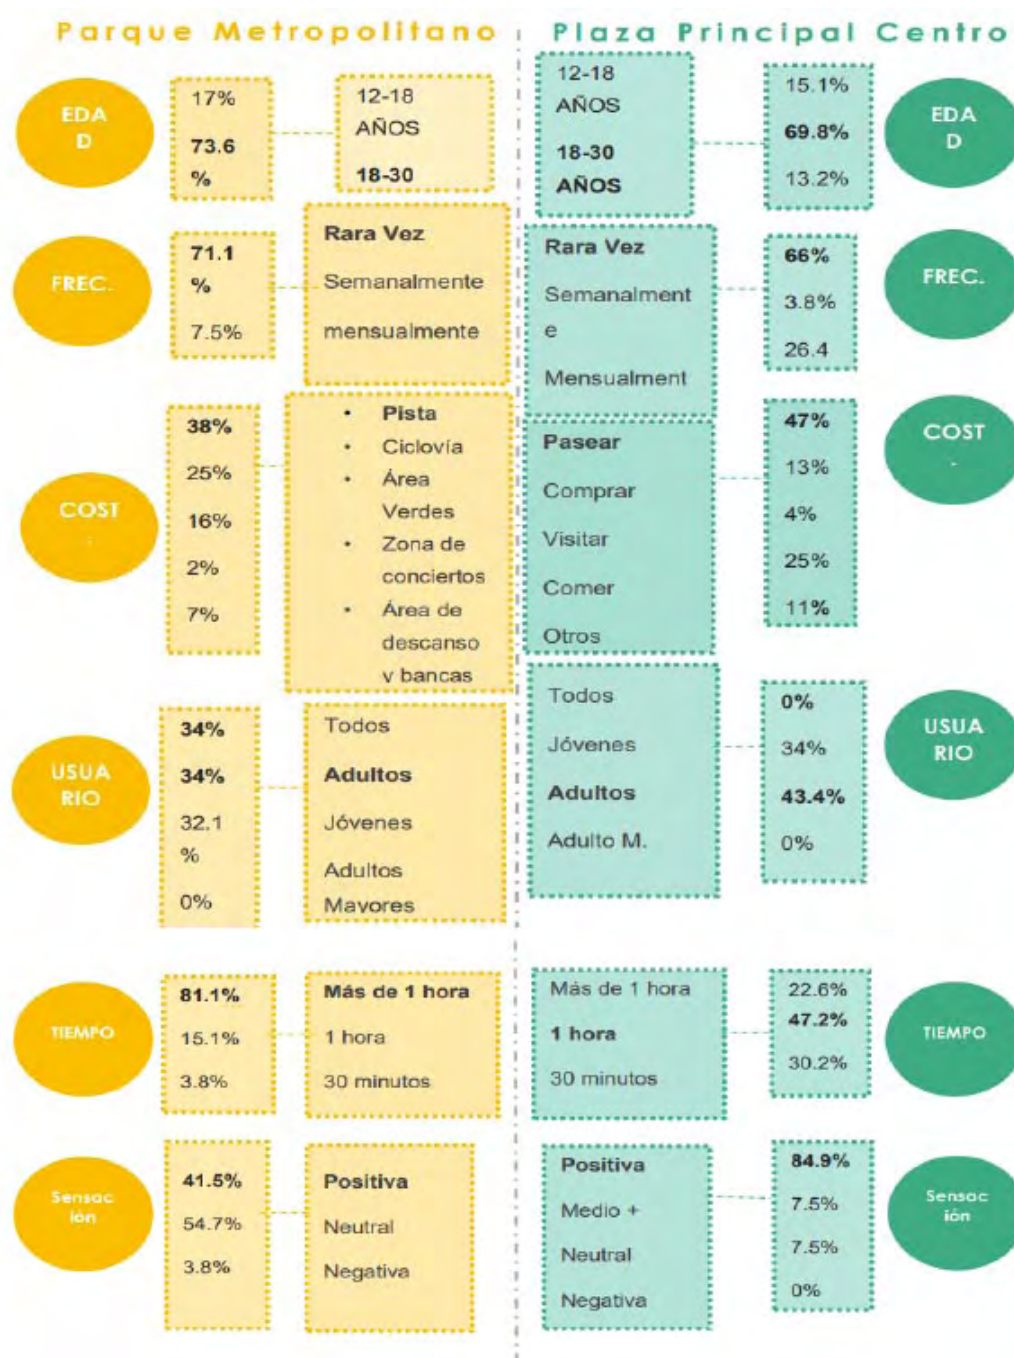 Parque Metropolitano
EDA
D
17%
73.6
%
12-18
AÑOS
18-30
FREC.
71.1
%
7.5%
Rara Vez
Semanalmente
mensualmente
COST
.
38%
25%
16%
2%
7%
• Pista
• Ciclovía
• Área
Verdes
• Zona de
conciertos
• Área de
descanso
y bancas
USUA
RIO
34%
34%
32.1
%
0%
Todos
Adultos
Jóvenes
Adultos
Mayores
TIEMPO
81.1%
15.1%
3.8%
Más de 1 hora
1 hora
30 minutos
Sensac
ión
41.5%
54.7%
3.8%
Positiva
Neutral
Negativa
Plaza Principal Centro
12-18
AÑOS
18-30
AÑOS
15.1%
69.8%
13.2%
EDA
D
Rara Vez
Semanalment
e
Mensualment
66%
3.8%
26.4
FREC.
Pasear
Comprar
Visitar
Comer
Otros
47%
13%
4%
25%
11%
COST
.
Todos
Jóvenes
Adultos
Adulto M.
0%
34%
43.4%
0%
USUA
RIO
Más de 1 hora
1 hora
30 minutos
22.6%
47.2%
30.2%
TIEMPO
Positiva
Medio +
Neutral
Negativa
84.9%
7.5%
7.5%
0%
Sensac
ión